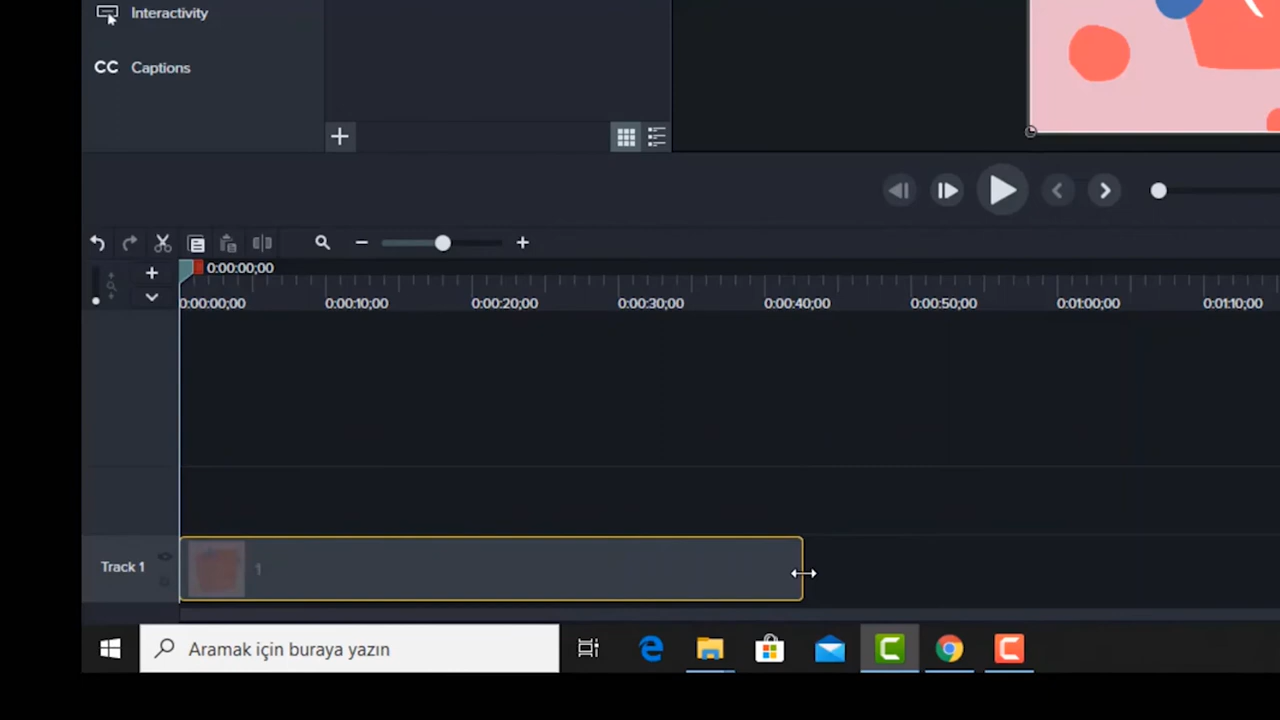 Interactivity
CC Captions
0:00:00;00
0:00:00;00 0:00:10;00 0:00:20;00 0:00:30;00 0:00:40;00 0:00:50;00 0:01:00;00 0:01:10;00
Track 1
1
Aramak için buraya yazın